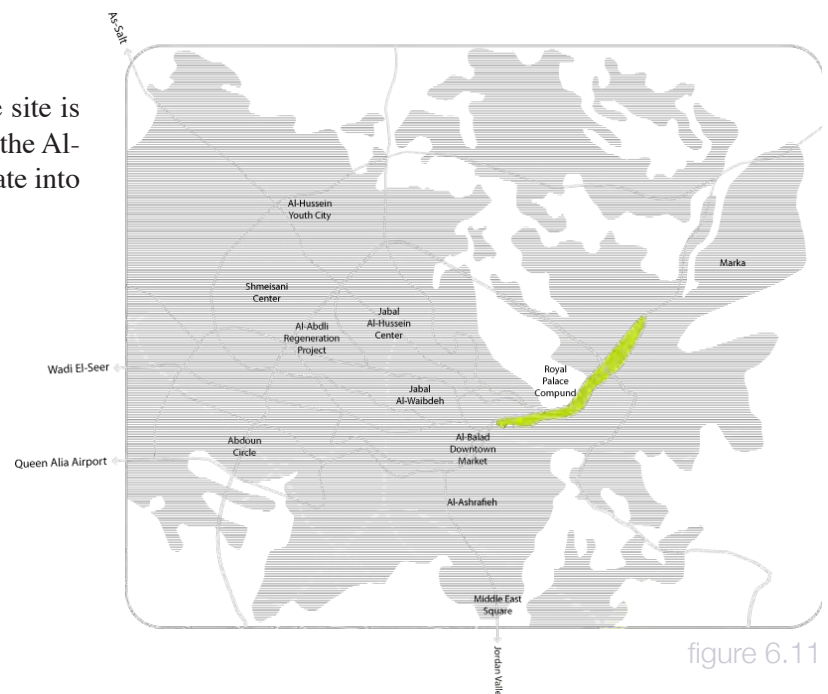 As-Salt
e site is
the Al-
ate into
Al-Hussein
Youth City
Marka
Shmeisani
Center
Jabal
Al-Hussein
Center
Al-Abdli
Regeneration
Project
Wadi El-Seer
Royal
Palace
Compund
Jabal
Al-Waibdeh
Al-Balad
Downtown
Market
Abdoun
Circle
Queen Alia Airport
Al-Ashrafieh
Middle East
Square
Jordan Valle
figure 6.11